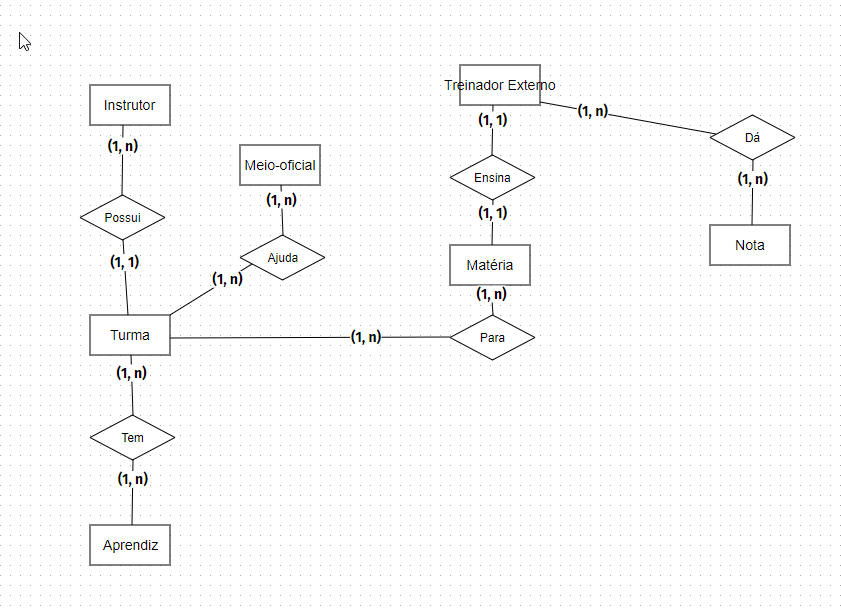 Instrutor
(1, n)
Possui
(1, 1)
Turma
(1, n)
Tem
(1, n)
Aprendiz
Meio-oficial
(1, n)
Ajuda
(1, n)
(1, n)
Treinador Externo
(1, 1)
Ensina
(1, 1)
Matéria
(1, n)
Para
(1, n)
Dá
(1, n)
Nota